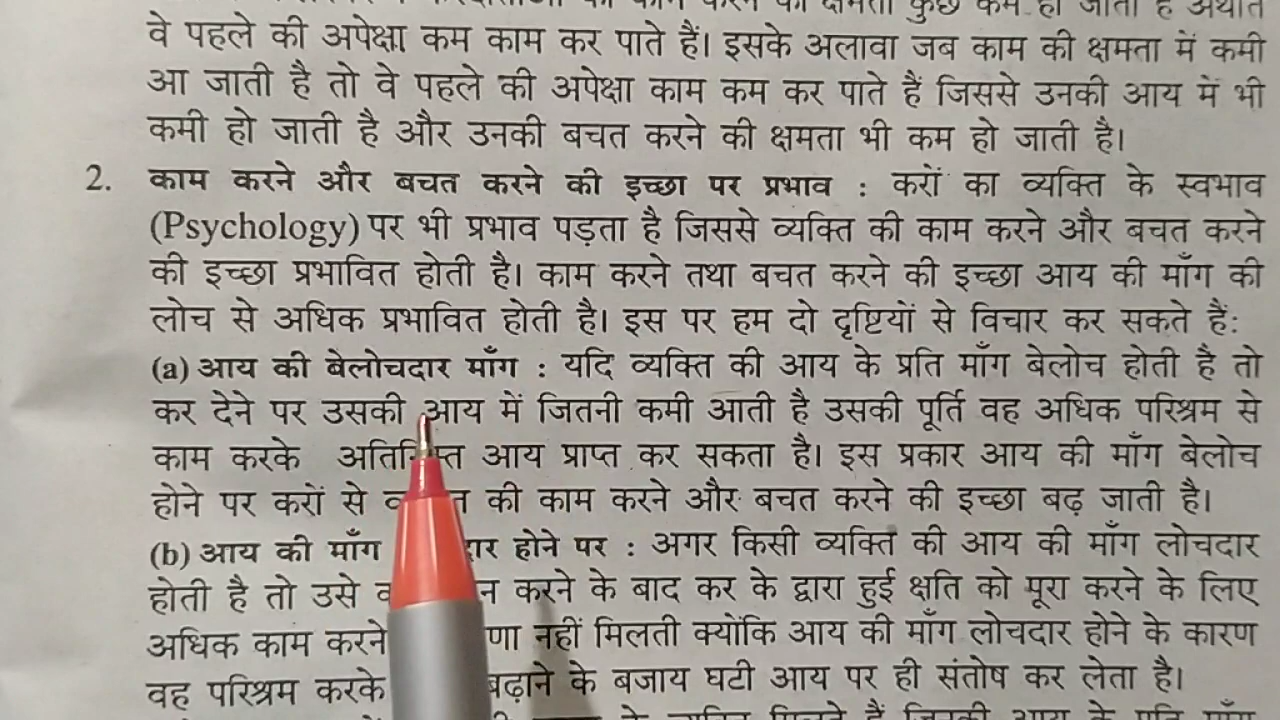 की क्षमता कुछ कम हो जाती है अर्थात
वे पहले की अपेक्षा कम काम कर पाते हैं। इसके अलावा जब काम की क्षमता में कमी
आ जाती है तो वे पहले की अपेक्षा काम कम कर पाते हैं जिससे उनकी आय में भी
कमी हो जाती है और उनकी बचत करने की क्षमता भी कम हो जाती है।
2. काम करने और बचत करने की इच्छा पर प्रभाव : करों का व्यक्ति के स्वभाव
(Psychology) पर भी प्रभाव पड़ता है जिससे व्यक्ति की काम करने और बचत करने
की इच्छा प्रभावित होती है। काम करने तथा बचत करने की इच्छा आय की माँग की
लोच से अधिक प्रभावित होती है। इस पर हम दो दृष्टियों से विचार कर सकते हैं:
(a) आय की बेलोचदार माँग : यदि व्यक्ति की आय के प्रति माँग बेलोच होती है तो
कर देने पर उसकी आय में जितनी कमी आती है उसकी पूर्ति वह अधिक परिश्रम से
काम करके आय प्राप्त कर सकता है। इस प्रकार आय की माँग बेलोच
होने पर करों से की काम करने और बचत करने की इच्छा बढ़ जाती है।
(b) आय की माँग होने पर : अगर किसी व्यक्ति की आय की माँग लोचदार
होती है तो उसे करने के बाद कर के द्वारा हुई क्षति को पूरा करने के लिए
अधिक काम करने नहीं मिलती क्योंकि आय की माँग लोचदार होने के कारण
वह परिश्रम करके बढ़ाने के बजाय घटी आय पर ही संतोष कर लेता है।